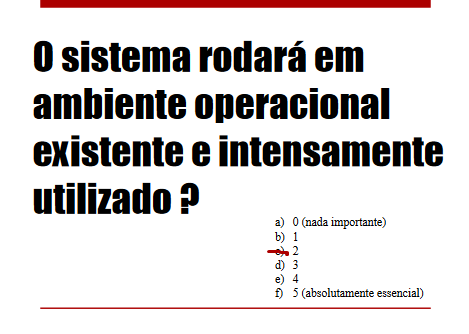 O sistema rodará em
ambiente operacional
existente e intensamente
utilizado ?
a) 0 (nada importante)
b) 1
c) 2
d) 3
e) 4
f) 5 (absolutamente essencial)